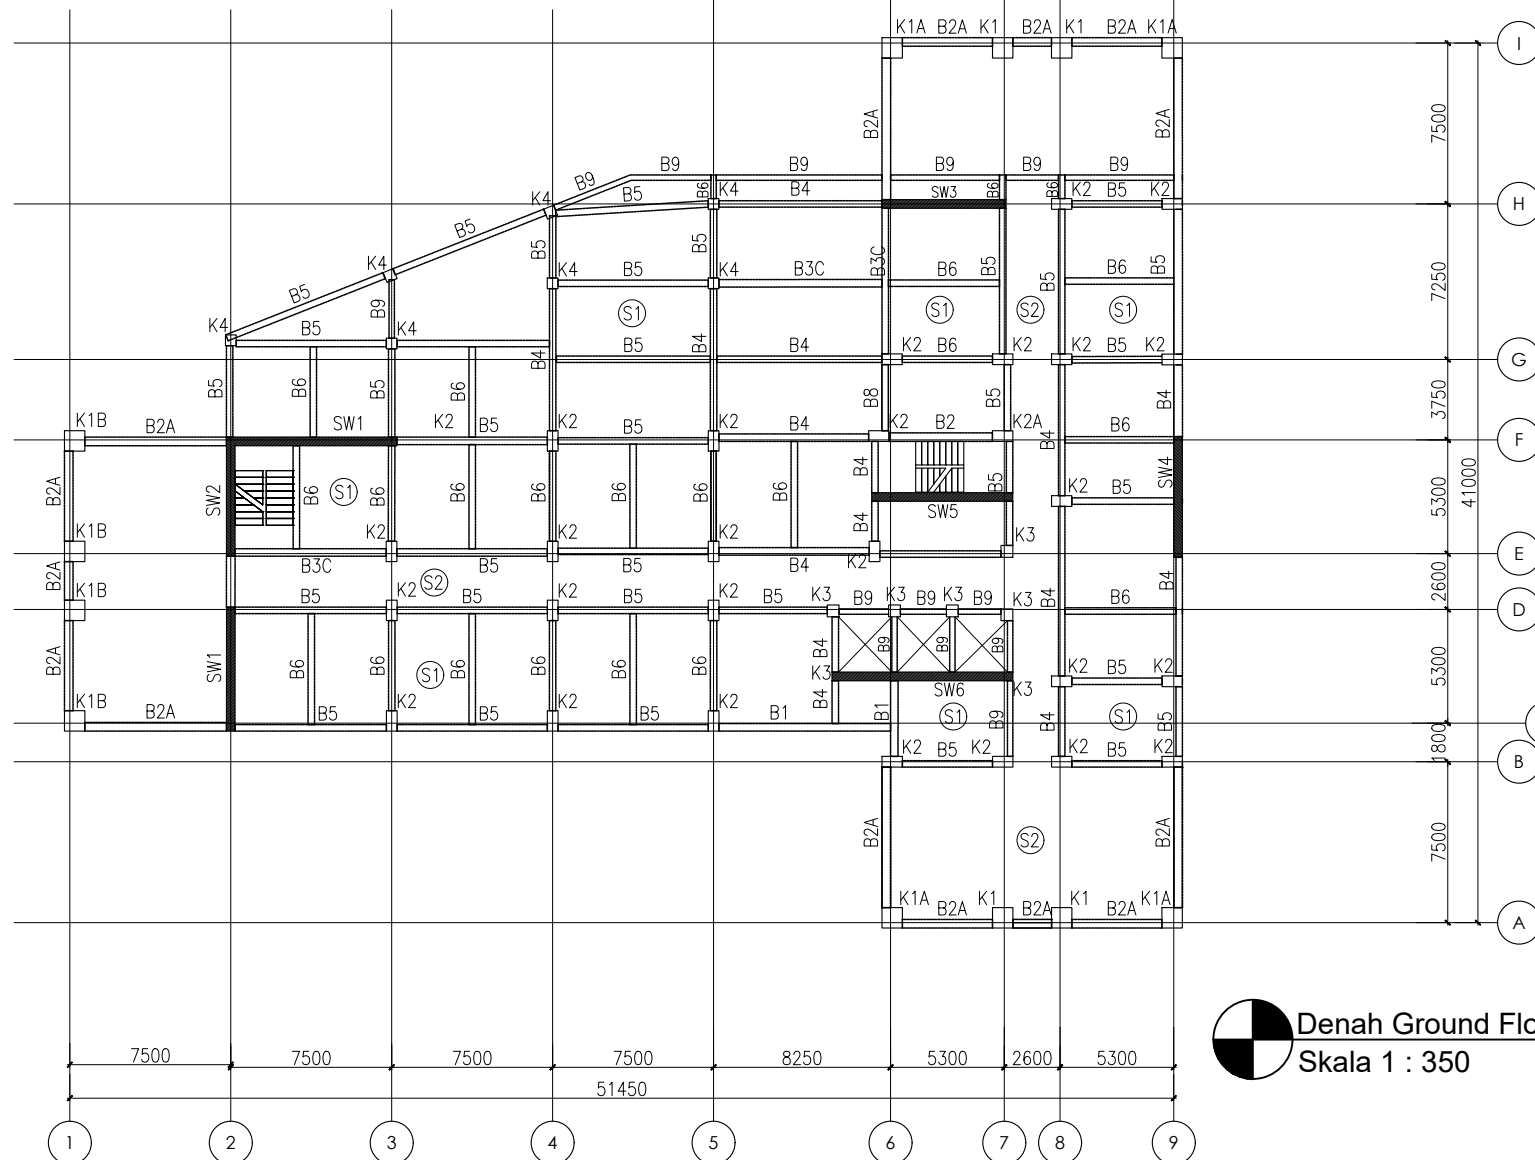 K1A B2A K1 B2A K1 B2A K1A
I
B2A B2A 7500
B9 B9 B9 B9 B9
B9 B5 B6 K4 B4 SW3 B6 B6 K2 B5 K2
K4
H
B5 B5 B5
K4 K4 B5 K4 B3C B3C B6 B5 B5 B6 B5
7250
B5 B9 S1 S1 S2 S1
K4 B5 K4
B4 B5 B4 B4 K2 B6 K2 K2 B5 K2
G
B5 B6 B5 B6 B8 B5 B4 3750
K1B B2A SW1 K2 B5 K2 B5 K2 B4 K2 B2 K2A B4 B6
F
41000
B2A SW2 B6 S1 B6 B6 B6 B6 B6 B6 B4 B5 K2 B5 SW4 5300
SW5
K1B K2 K2 K2 B4 K3
E
B3C B5 B5 B4 K2
B2A S2 B4 2600
K1B B5 K2 B5 K2 B5 K2 B5 K3 B9 K3 B9 K3 B9 K3 B4 B6
D
B2A SW1 B6 B6 S1 B6 B6 B6 B6 B4 B9 B9 B9 5300
K3 SW6 K3 K2 B5 K2
K1B B2A B5 K2 B5 K2 B5 K2 B1 B4 B1 S1 B9 B4 S1 B5
1800
K2 B5 K2 K2 B5 K2
B
B2A S2 B2A 7500
K1A B2A K1 B2A K1 B2A K1A
A
Denah Ground Flo
Skala 1 : 350
7500 7500 7500 7500 8250 5300 2600 5300
51450
1 2 3 4 5 6 7 8 9